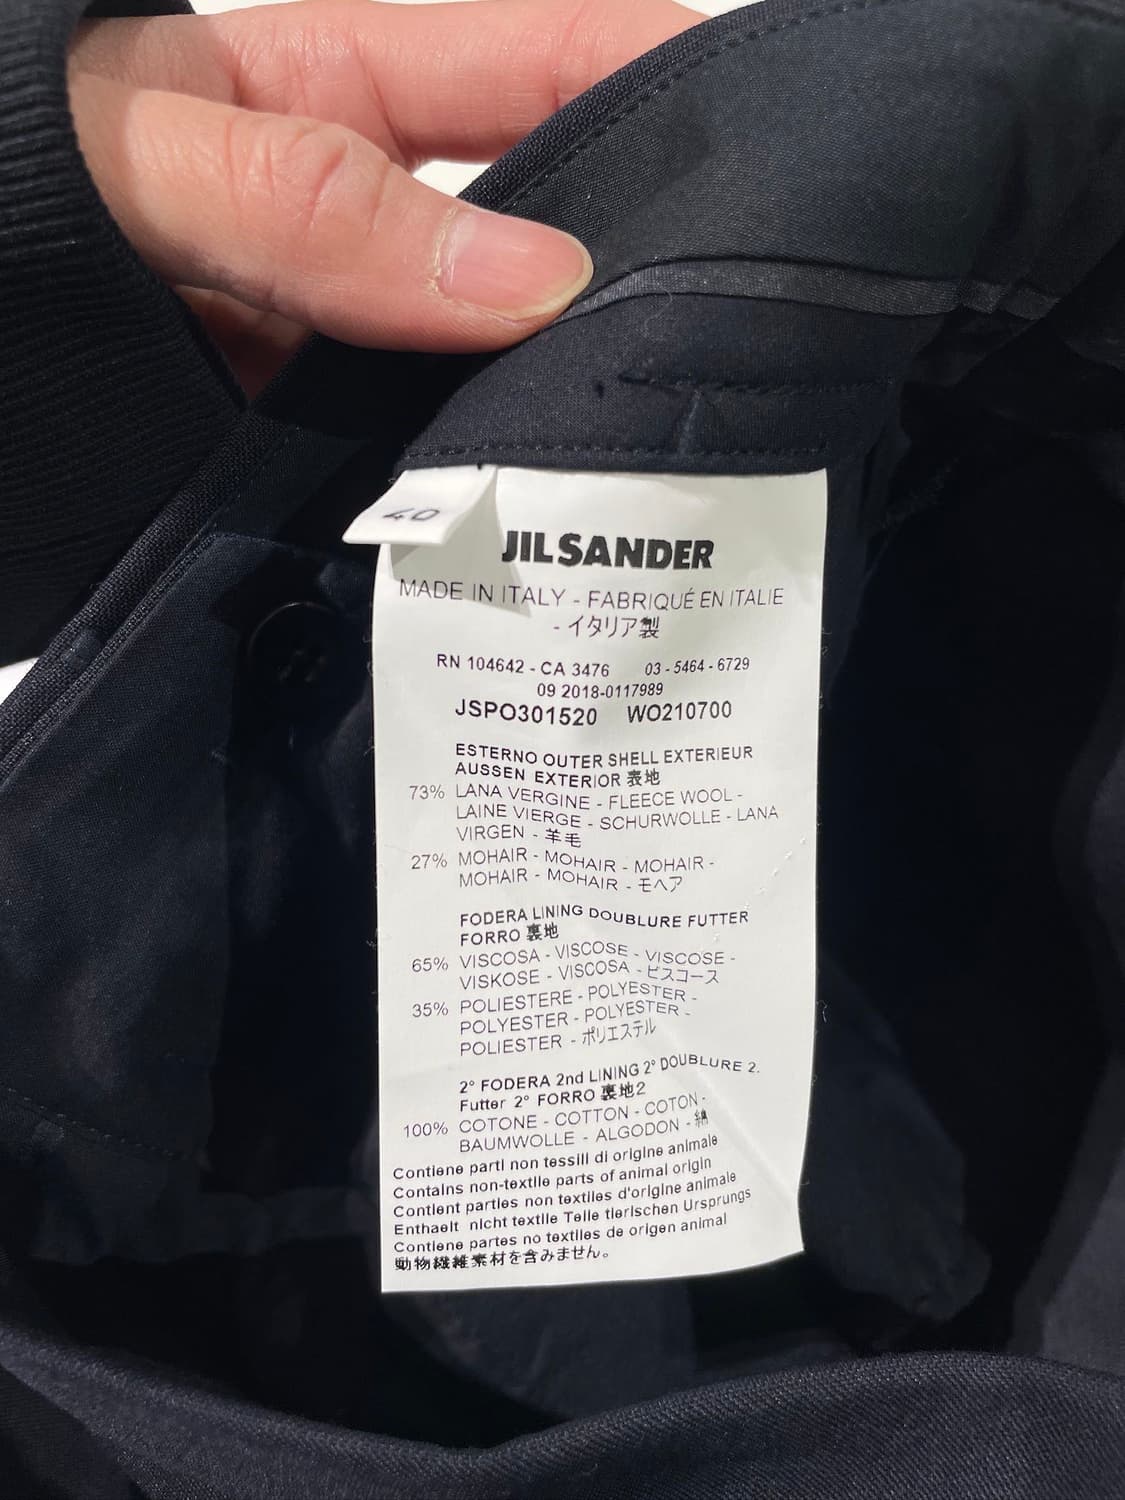 40
JIL SANDER
MADE IN ITALY - FABRIQUÉ EN ITALIE
- イタリア製
RN 104642 - CA 3476 03 - 5464 - 6729
09 2018-0117989
JSPO301520 WO210700
ESTERNO OUTER SHELL EXTERIEUR
AUSSEN EXTERIOR 表地
73% LANA VERGINE - FLEECE WOOL -
LAINE VIERGE - SCHURWOLLE - LANA
VIRGEN - 羊毛
27% MOHAIR - MOHAIR - MOHAIR -
MOHAIR - MOHAIR - モヘア
FODERA LINING DOUBLURE FUTTER
FORRO 裏地
65% VISCOSA - VISCOSE - VISCOSE -
VISKOSE - VISCOSA - ビスコース
35% POLIESTERE - POLYESTER -
POLYESTER - POLYESTER -
POLIESTER - ポリエステル
2° FODERA 2nd LINING 2° DOUBLURE 2.
Futter 2° FORRO 裏地2
100% COTONE - COTTON - COTON -
BAUMWOLLE - ALGODON - 綿
Contiene parti non tessili di origine animale
Contains non-textile parts of animal origin
Contient parties non textiles d'origine animale
Enthaelt nicht textile Teile tierischen Ursprungs
Contiene partes no textiles de origen animal
動物繊維素材を含みません。